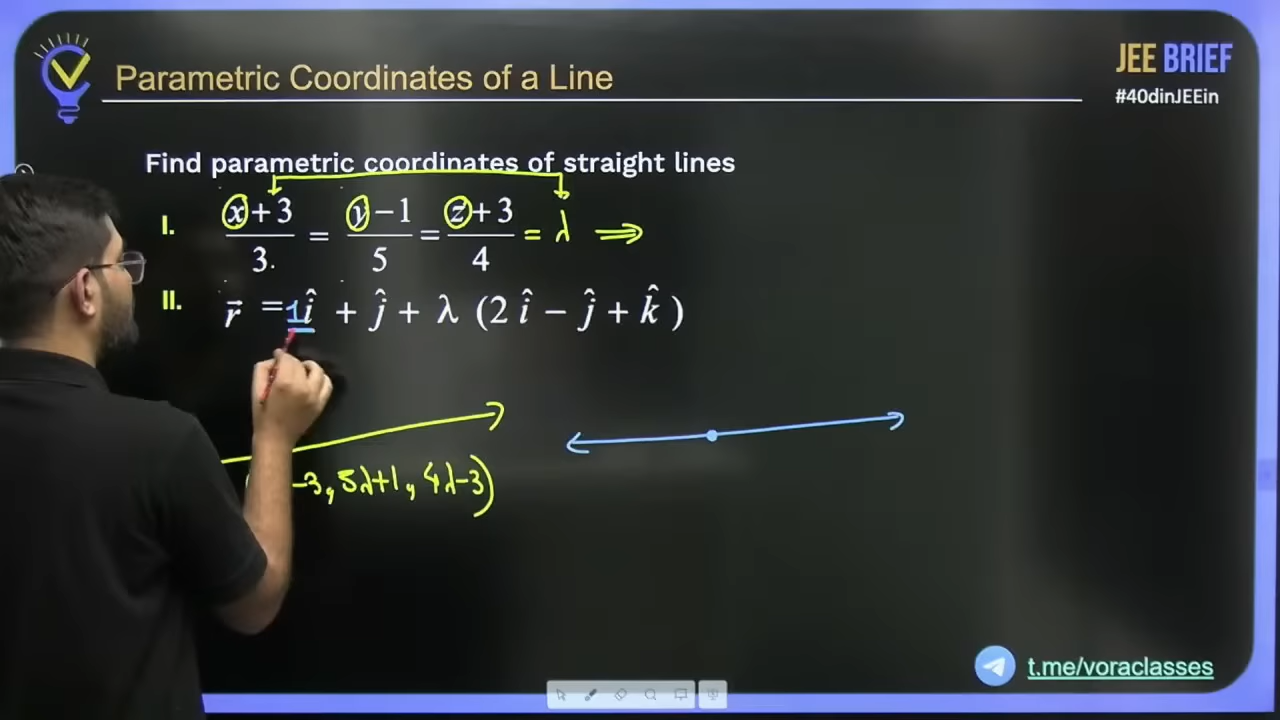 JEE BRIEF
Parametric Coordinates of a Line
#40dinJEEin
Find parametric coordinates of straight lines
I. x+3/3. = y-1/5 = z+3/4 = λ ⇒
II. r⃗ = 1î + ĵ + λ (2î - ĵ + k̂)
-3, 5λ+1, 4λ-3)
t.me/voraclasses